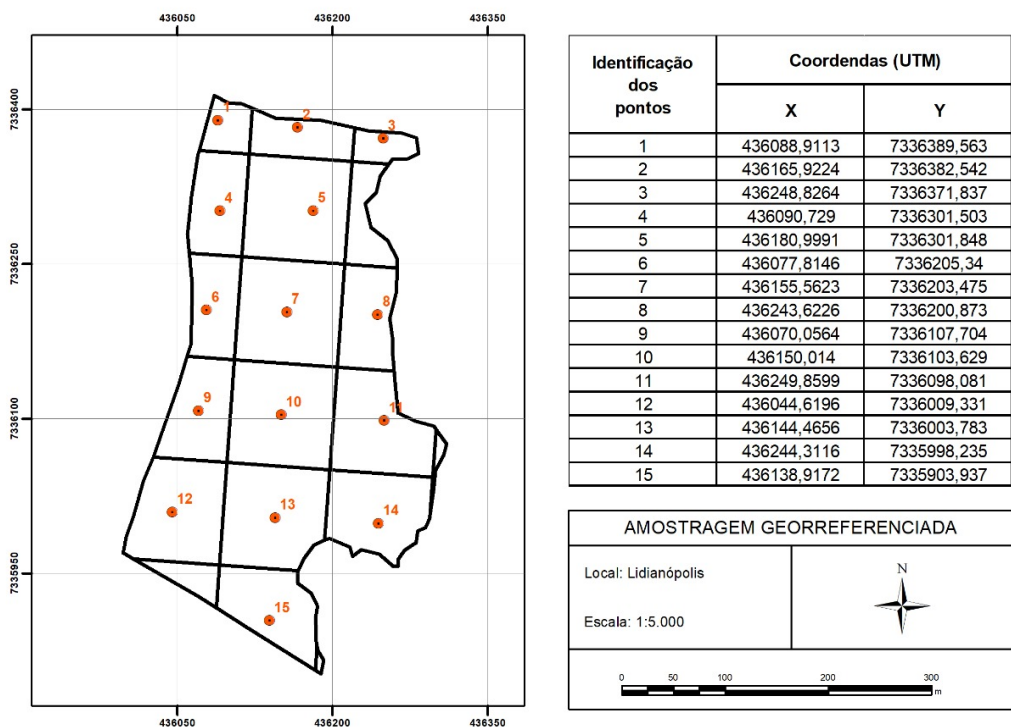 436050 436200 436350
7336400
7336250
7336100
7335950
1
2
3
4
5
6
7
8
9
10
11
12
13
14
15
436050 436200 436350
Identificação dos pontos
Coordendas (UTM)
X Y
1 436088,9113 7336389,563
2 436165,9224 7336382,542
3 436248,8264 7336371,837
4 436090,729 7336301,503
5 436180,9991 7336301,848
6 436077,8146 7336205,34
7 436155,5623 7336203,475
8 436243,6226 7336200,873
9 436070,0564 7336107,704
10 436150,014 7336103,629
11 436249,8599 7336098,081
12 436044,6196 7336009,331
13 436144,4656 7336003,783
14 436244,3116 7335998,235
15 436138,9172 7335903,937
AMOSTRAGEM GEORREFERENCIADA
Local: Lidianópolis
Escala: 1:5.000
N
0 50 100 200 300
m